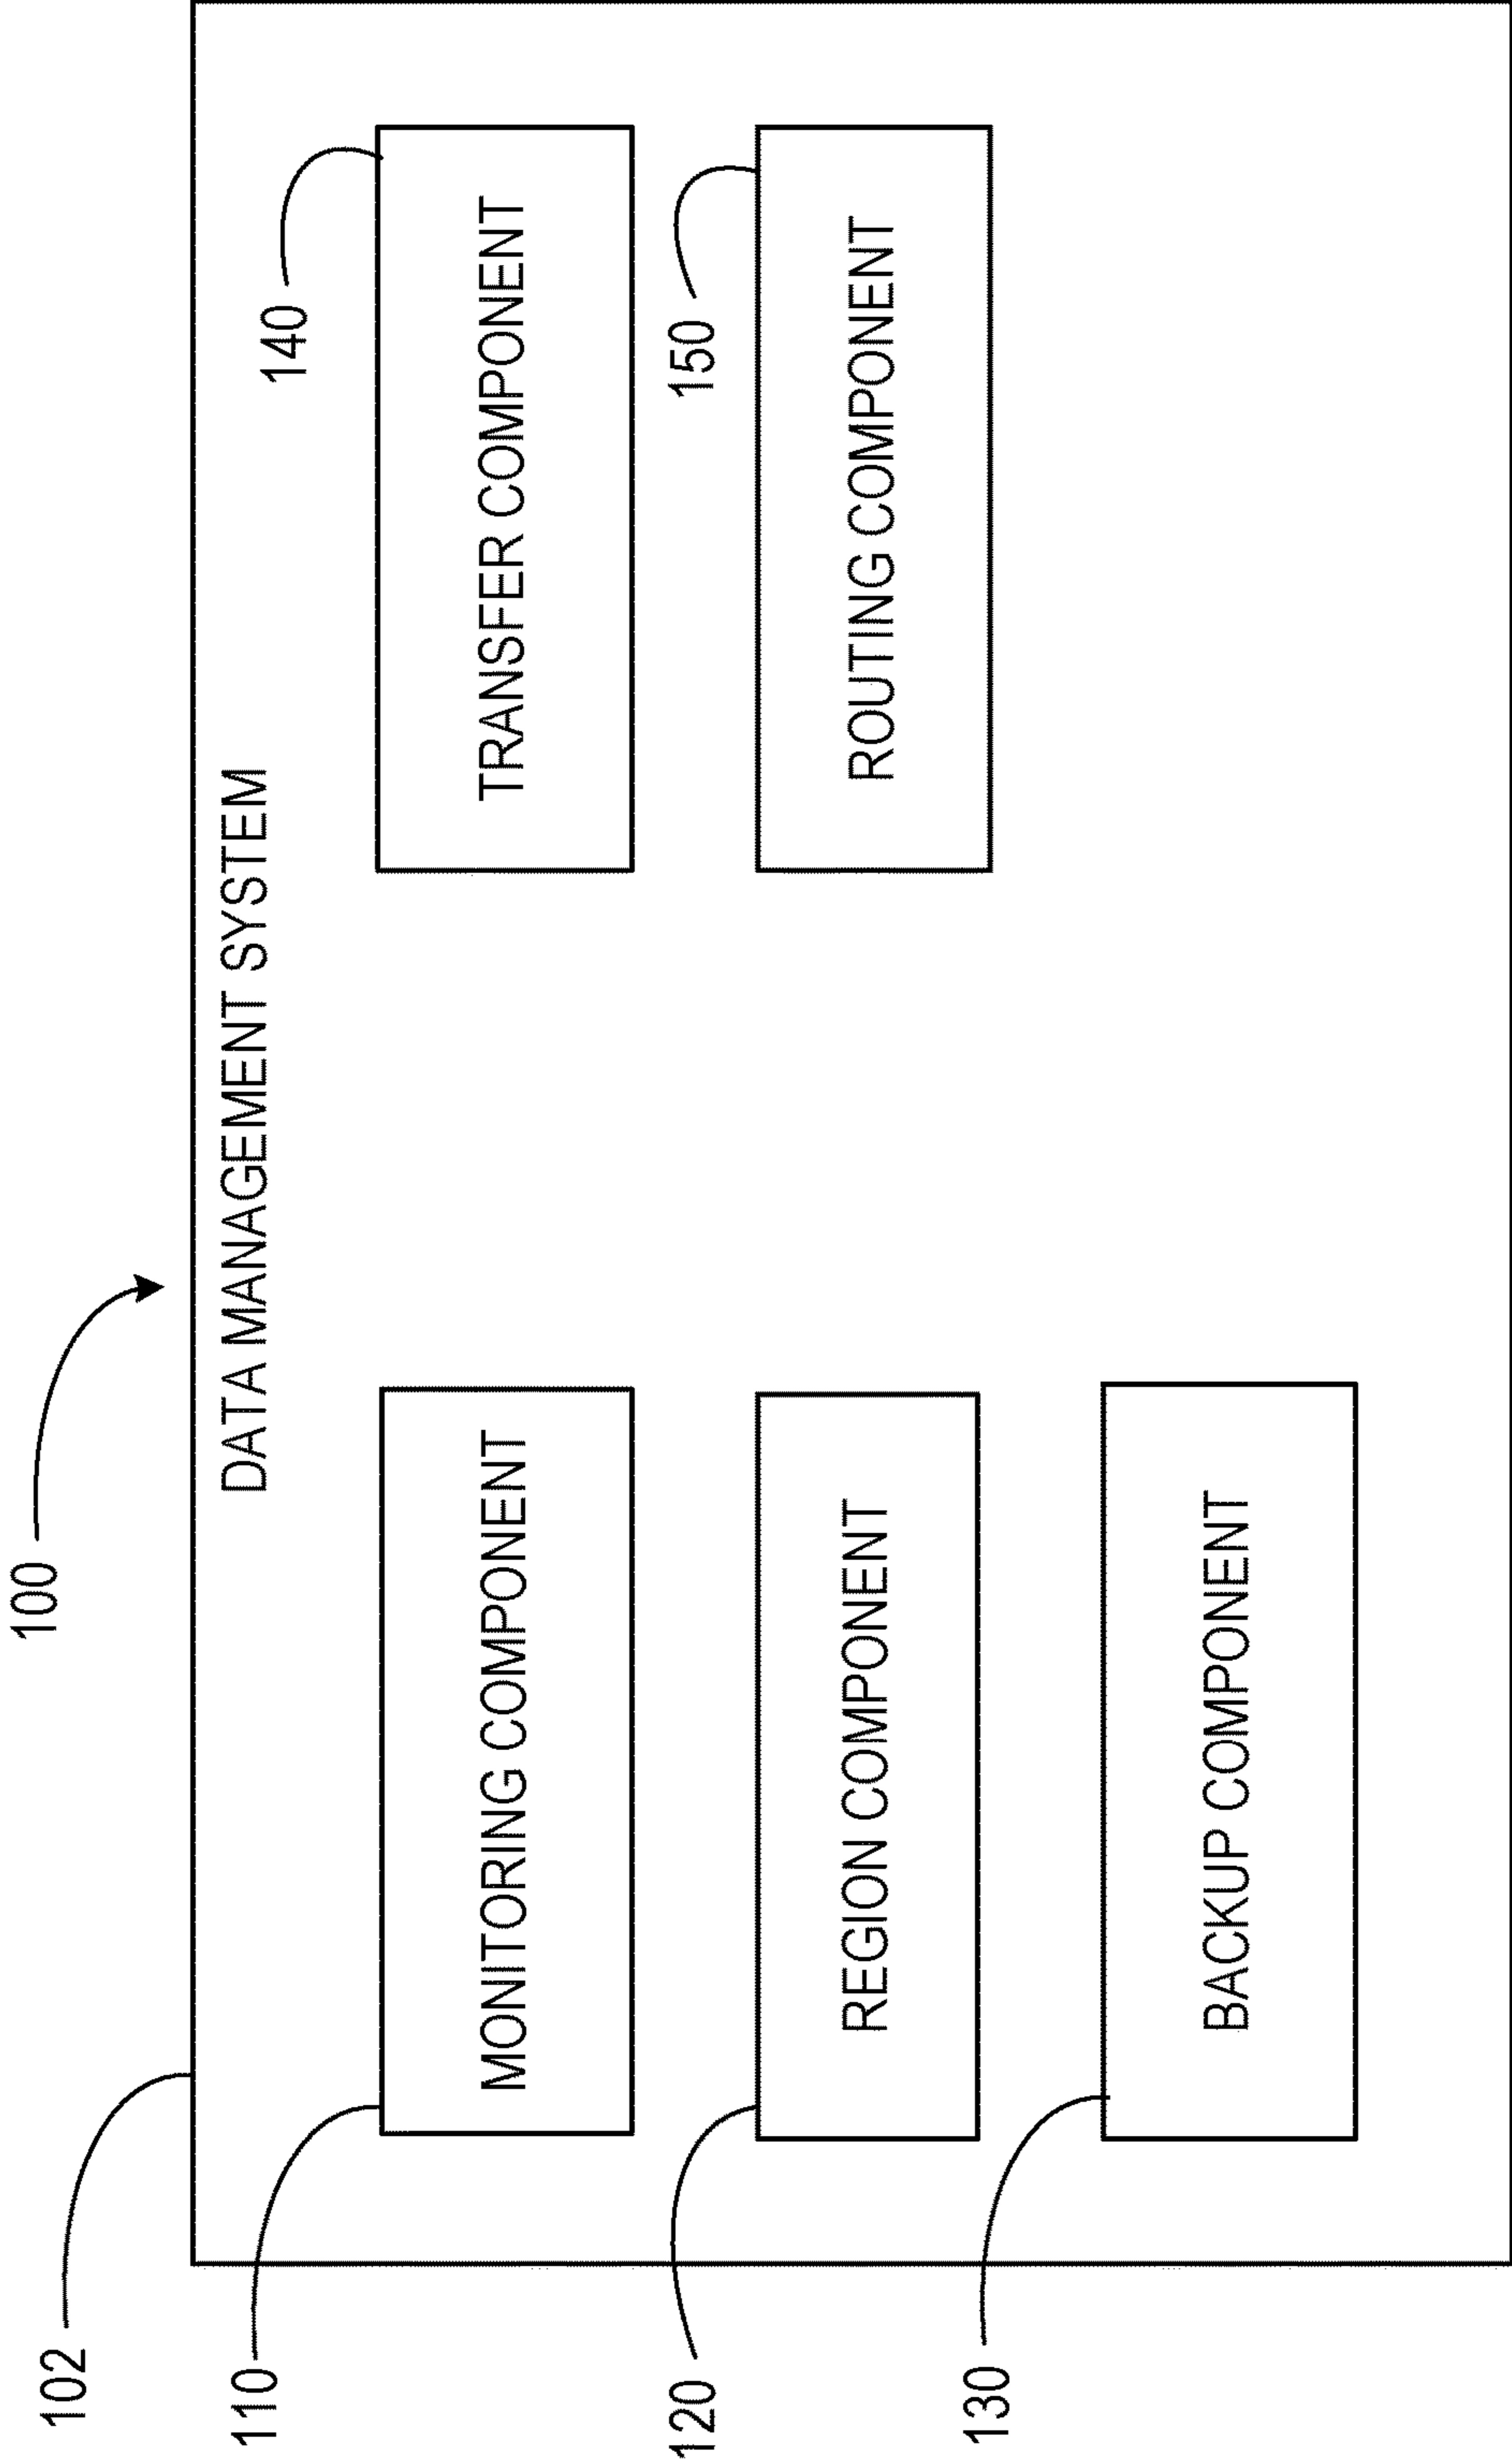 100
102
DATA MANAGEMENT SYSTEM
110
MONITORING COMPONENT
140
TRANSFER COMPONENT
120
REGION COMPONENT
150
ROUTING COMPONENT
130
BACKUP COMPONENT